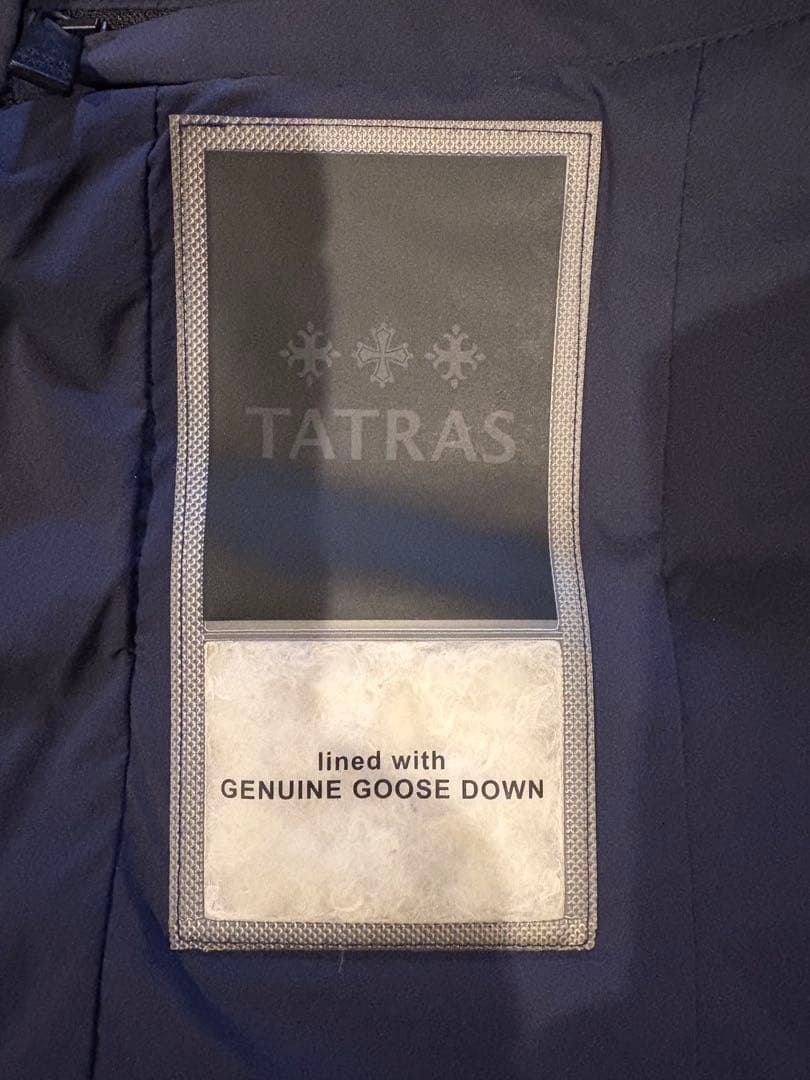 TATRAS
lined with
GENUINE GOOSE DOWN